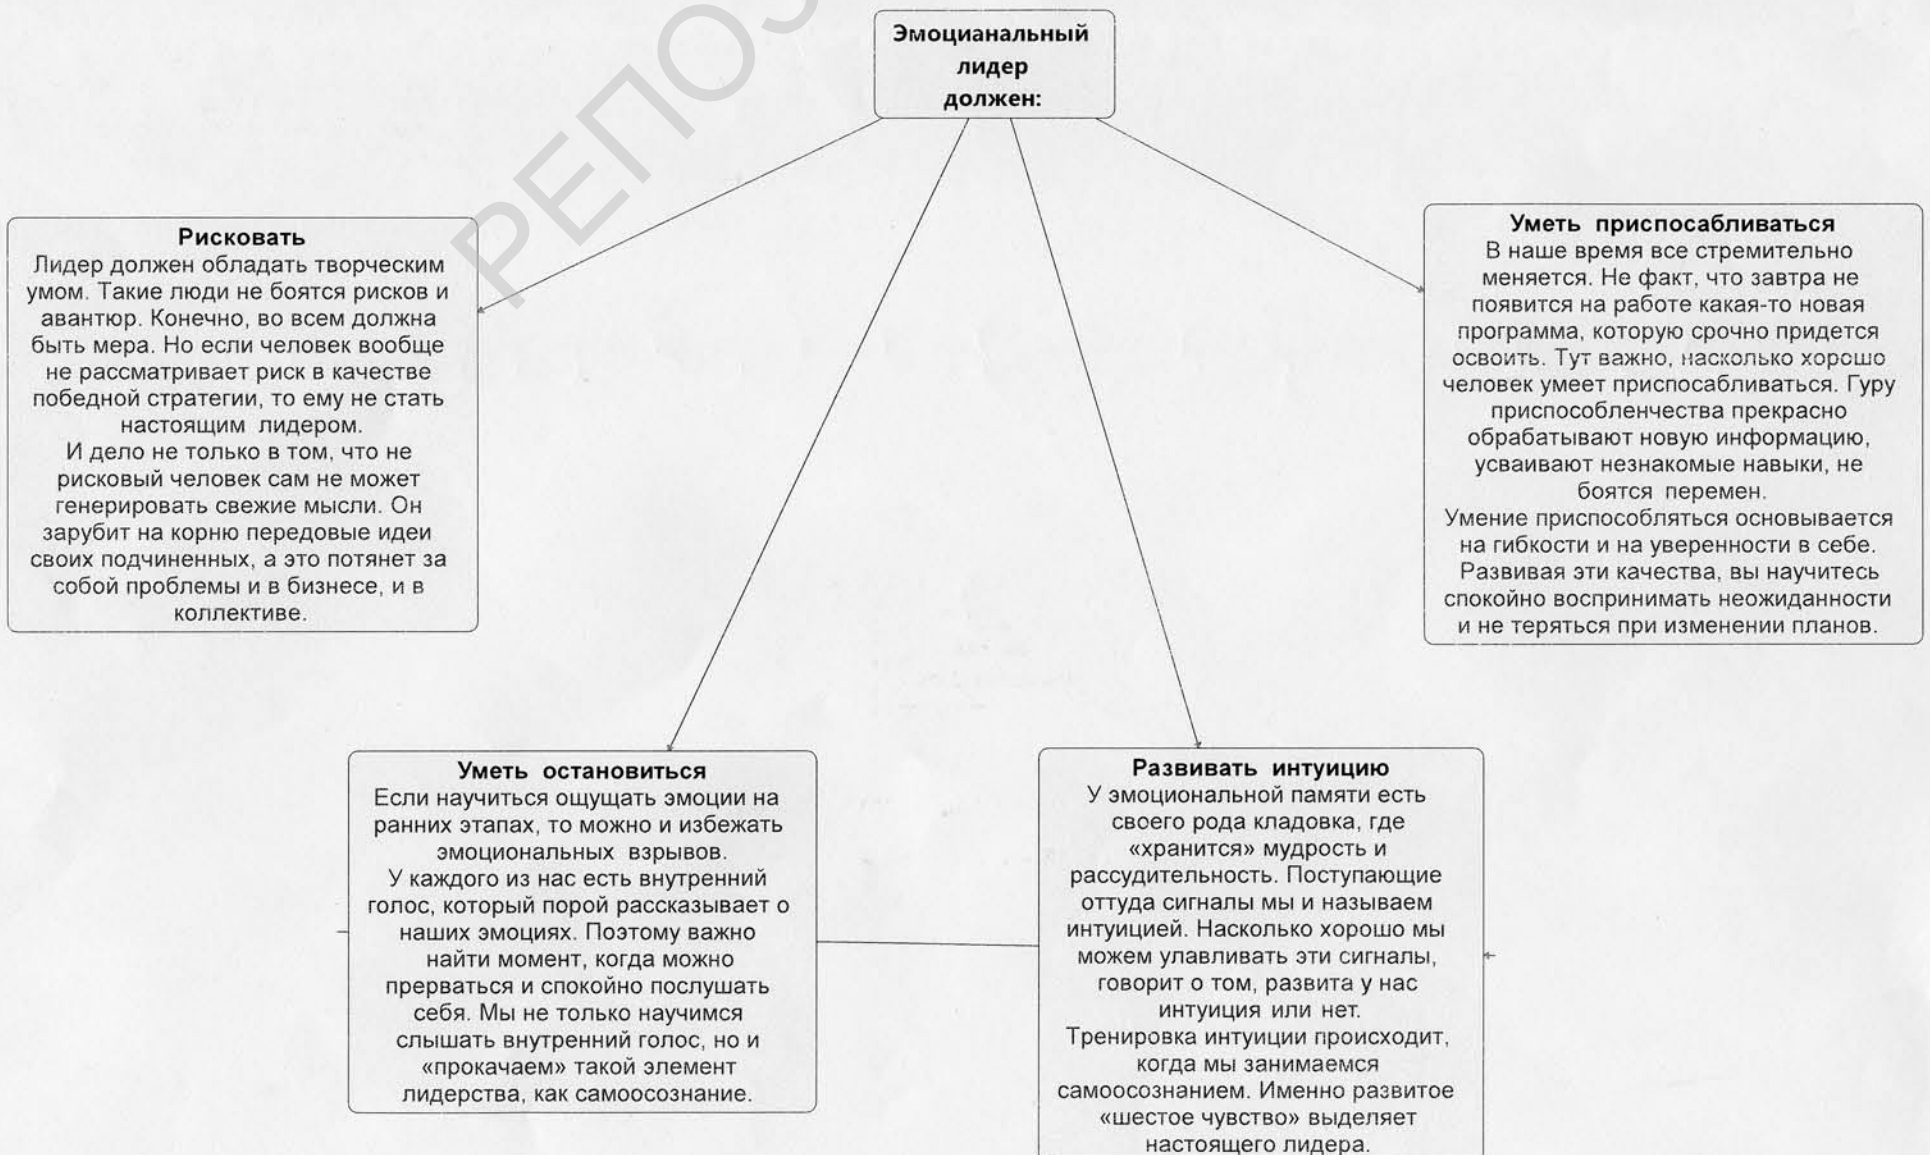 Эмоцианальный
лидер
должен:
РЕПОЗ
Рисковать
Лидер должен обладать творческим
умом. Такие люди не боятся рисков и
авантюр. Конечно, во всем должна
быть мера. Но если человек вообще
не рассматривает риск в качестве
победной стратегии, то ему не стать
настоящим лидером.
И дело не только в том, что не
рисковый человек сам не может
генерировать свежие мысли. Он
зарубит на корню передовые идеи
своих подчиненных, а это потянет за
собой проблемы и в бизнесе, и в
коллективе.
Уметь приспосабливаться
В наше время все стремительно
меняется. Не факт, что завтра не
появится на работе какая-то новая
программа, которую срочно придется
освоить. Тут важно, насколько хорошо
человек умеет приспосабливаться. Гуру
приспособленчества прекрасно
обрабатывают новую информацию,
усваивают незнакомые навыки, не
боятся перемен.
Умение приспособляться основывается
на гибкости и на уверенности в себе.
Развивая эти качества, вы научитесь
спокойно воспринимать неожиданности
и не теряться при изменении планов.
Уметь остановиться
Если научиться ощущать эмоции на
ранних этапах, то можно и избежать
эмоциональных взрывов.
У каждого из нас есть внутренний
голос, который порой рассказывает о
наших эмоциях. Поэтому важно
найти момент, когда можно
прерваться и спокойно послушать
себя. Мы не только научимся
слышать внутренний голос, но и
«прокачаем» такой элемент
лидерства, как самоосознание.
Развивать интуицию
У эмоциональной памяти есть
своего рода кладовка, где
«хранится» мудрость и
рассудительность. Поступающие
оттуда сигналы мы и называем
интуицией. Насколько хорошо мы
можем улавливать эти сигналы,
говорит о том, развита у нас
интуиция или нет.
Тренировка интуиции происходит,
когда мы занимаемся
самоосознанием. Именно развитое
«шестое чувство» выделяет
настоящего лидера.